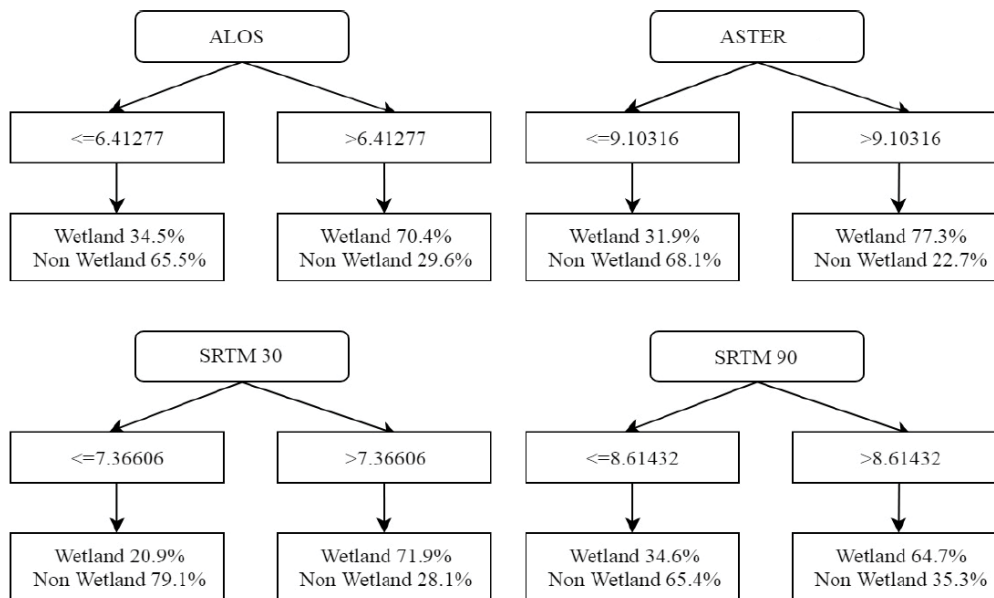 ALOS
<=6.41277
>6.41277
Wetland 34.5%
Non Wetland 65.5%
Wetland 70.4%
Non Wetland 29.6%
ASTER
<=9.10316
>9.10316
Wetland 31.9%
Non Wetland 68.1%
Wetland 77.3%
Non Wetland 22.7%
SRTM 30
<=7.36606
>7.36606
Wetland 20.9%
Non Wetland 79.1%
Wetland 71.9%
Non Wetland 28.1%
SRTM 90
<=8.61432
>8.61432
Wetland 34.6%
Non Wetland 65.4%
Wetland 64.7%
Non Wetland 35.3%